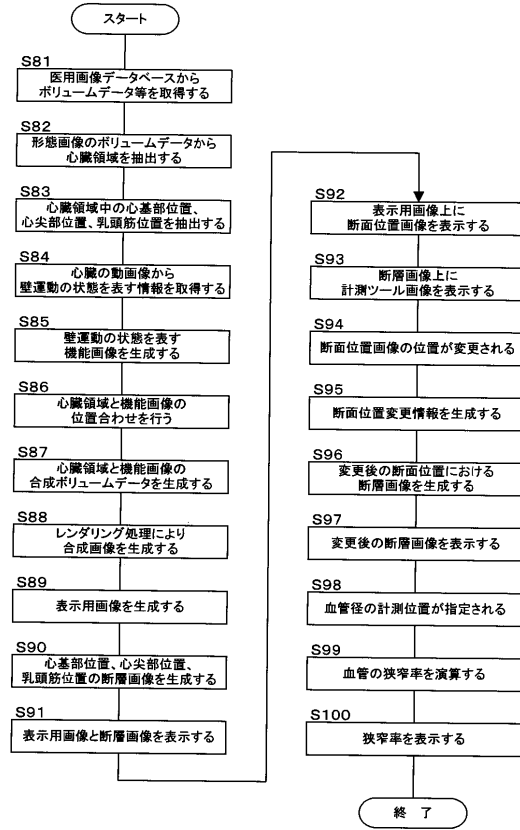 スタート
S81
医用画像データベースから
ボリュームデータ等を取得する
S82
形態画像のボリュームデータから
心臓領域を抽出する
S83
心臓領域中の心基部位置、
心尖部位置、乳頭筋位置を抽出する
S84
心臓の動画像から
壁運動の状態を表す情報を取得する
S85
壁運動の状態を表す
機能画像を生成する
S86
心臓領域と機能画像の
位置合わせを行う
S87
心臓領域と機能画像の
合成ボリュームデータを生成する
S88
レンダリング処理により
合成画像を生成する
S89
表示用画像を生成する
S90
心基部位置、心尖部位置、
乳頭筋位置の断層画像を生成する
S91
表示用画像と断層画像を表示する
S92
表示用画像上に
断面位置画像を表示する
S93
断層画像上に
計測ツール画像を表示する
S94
断面位置画像の位置が変更される
S95
断面位置変更情報を生成する
S96
変更後の断面位置における
断層画像を生成する
S97
変更後の断層画像を表示する
S98
血管径の計測位置が指定される
S99
血管の狭窄率を演算する
S100
狭窄率を表示する
終 了